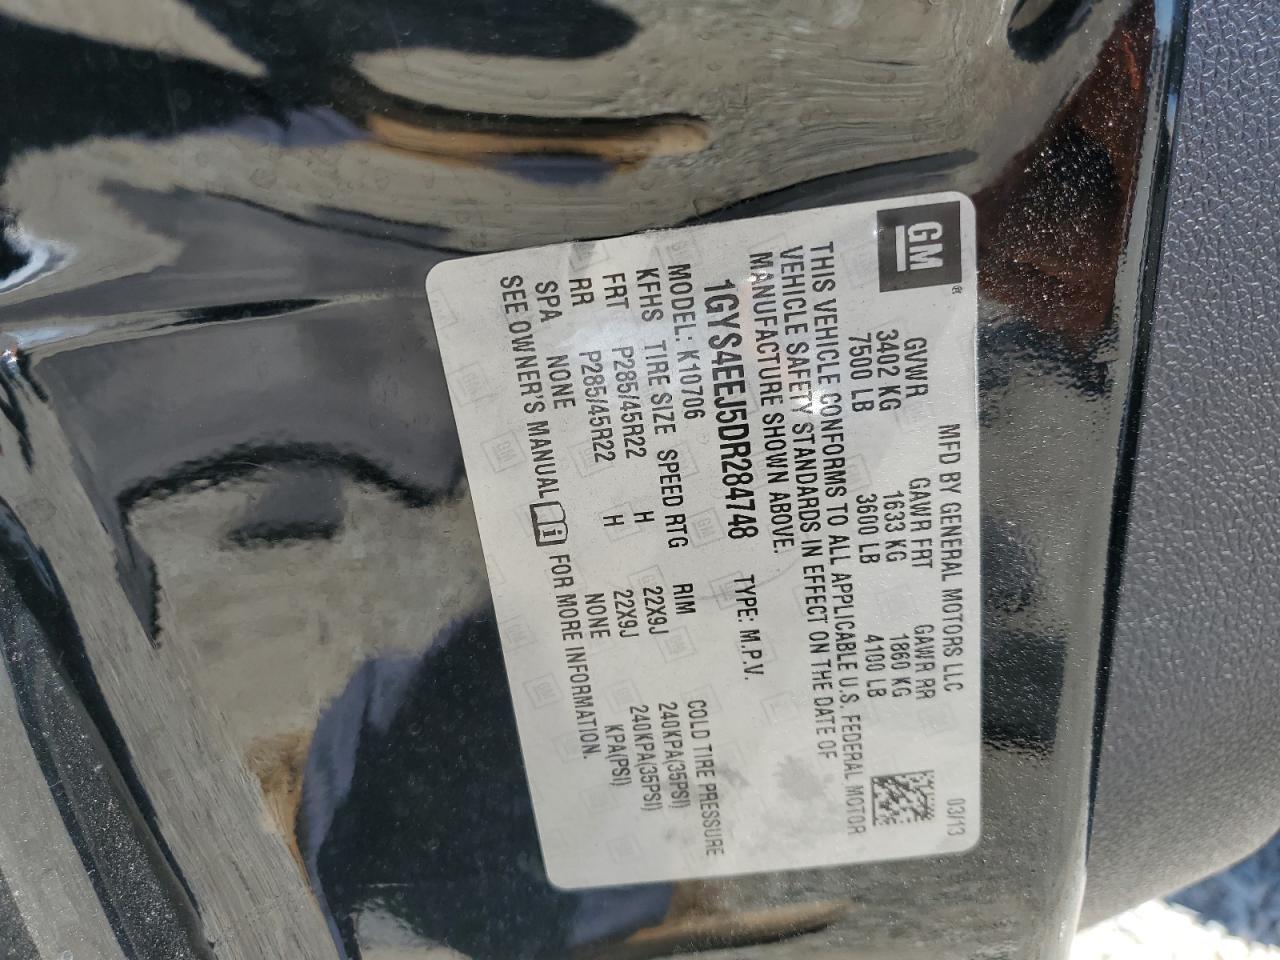 GM
®
MFD BY GENERAL MOTORS LLC 03/13
GVWR GAWR FRT GAWR RR
3402 KG 1633 KG 1860 KG
7500 LB 3600 LB 4100 LB
THIS VEHICLE CONFORMS TO ALL APPLICABLE U.S. FEDERAL MOTOR
VEHICLE SAFETY STANDARDS IN EFFECT ON THE DATE OF
MANUFACTURE SHOWN ABOVE.
1GYS4EEJ5DR284748 TYPE: M.P.V.
MODEL: K10706
KFHS TIRE SIZE SPEED RTG RIM COLD TIRE PRESSURE
FRT P285/45R22 H 22X9J 240KPA(35PSI)
RR P285/45R22 H 22X9J 240KPA(35PSI)
SPA NONE NONE KPA(PSI)
SEE OWNER'S MANUAL i FOR MORE INFORMATION.